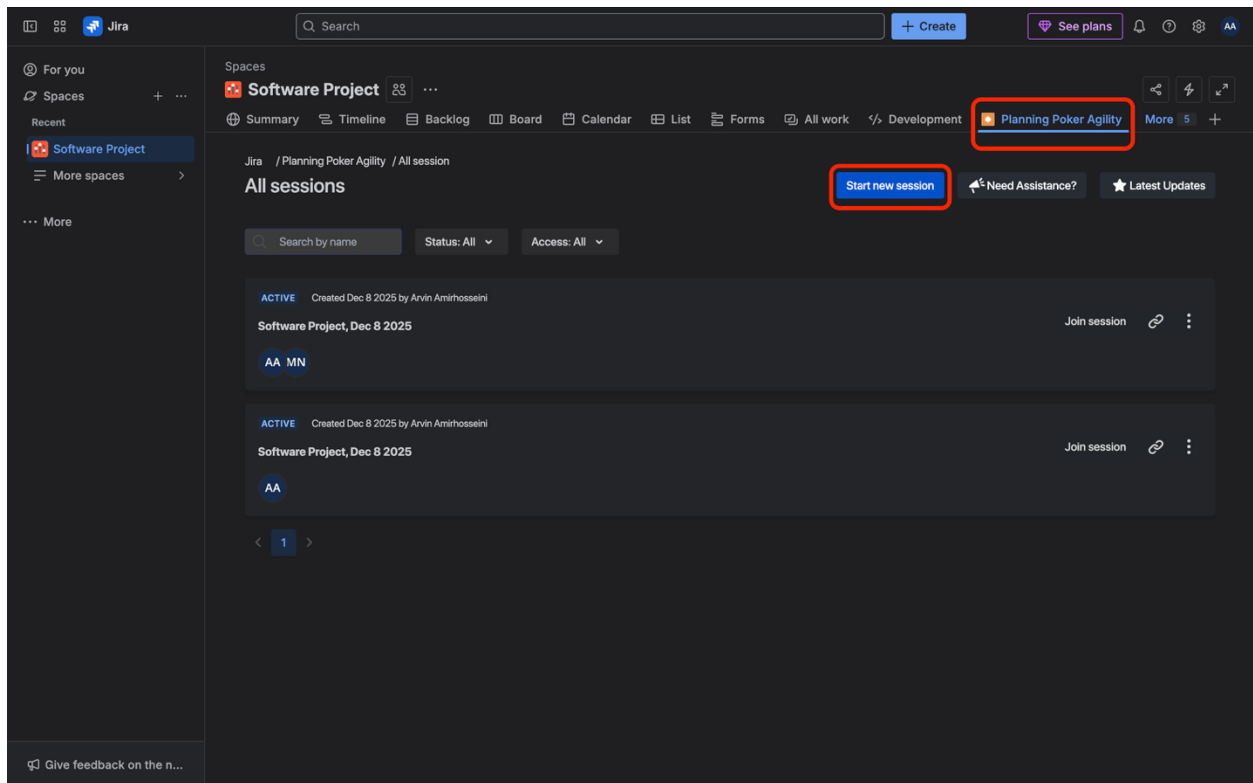 Jira
Search
+ Create
See plans
AA
For you
Spaces
Recent
Software Project
More spaces
More
Spaces
Software Project
Summary Timeline Backlog Board Calendar List Forms All work Development Planning Poker Agility More 5
Jira / Planning Poker Agility / All session
All sessions
Start new session
Need Assistance?
Latest Updates
Search by name
Status: All
Access: All
ACTIVE Created Dec 8 2025 by Arvin Amirhosseini
Software Project, Dec 8 2025
Join session
AA MN
ACTIVE Created Dec 8 2025 by Arvin Amirhosseini
Software Project, Dec 8 2025
Join session
AA
1
Give feedback on the n...